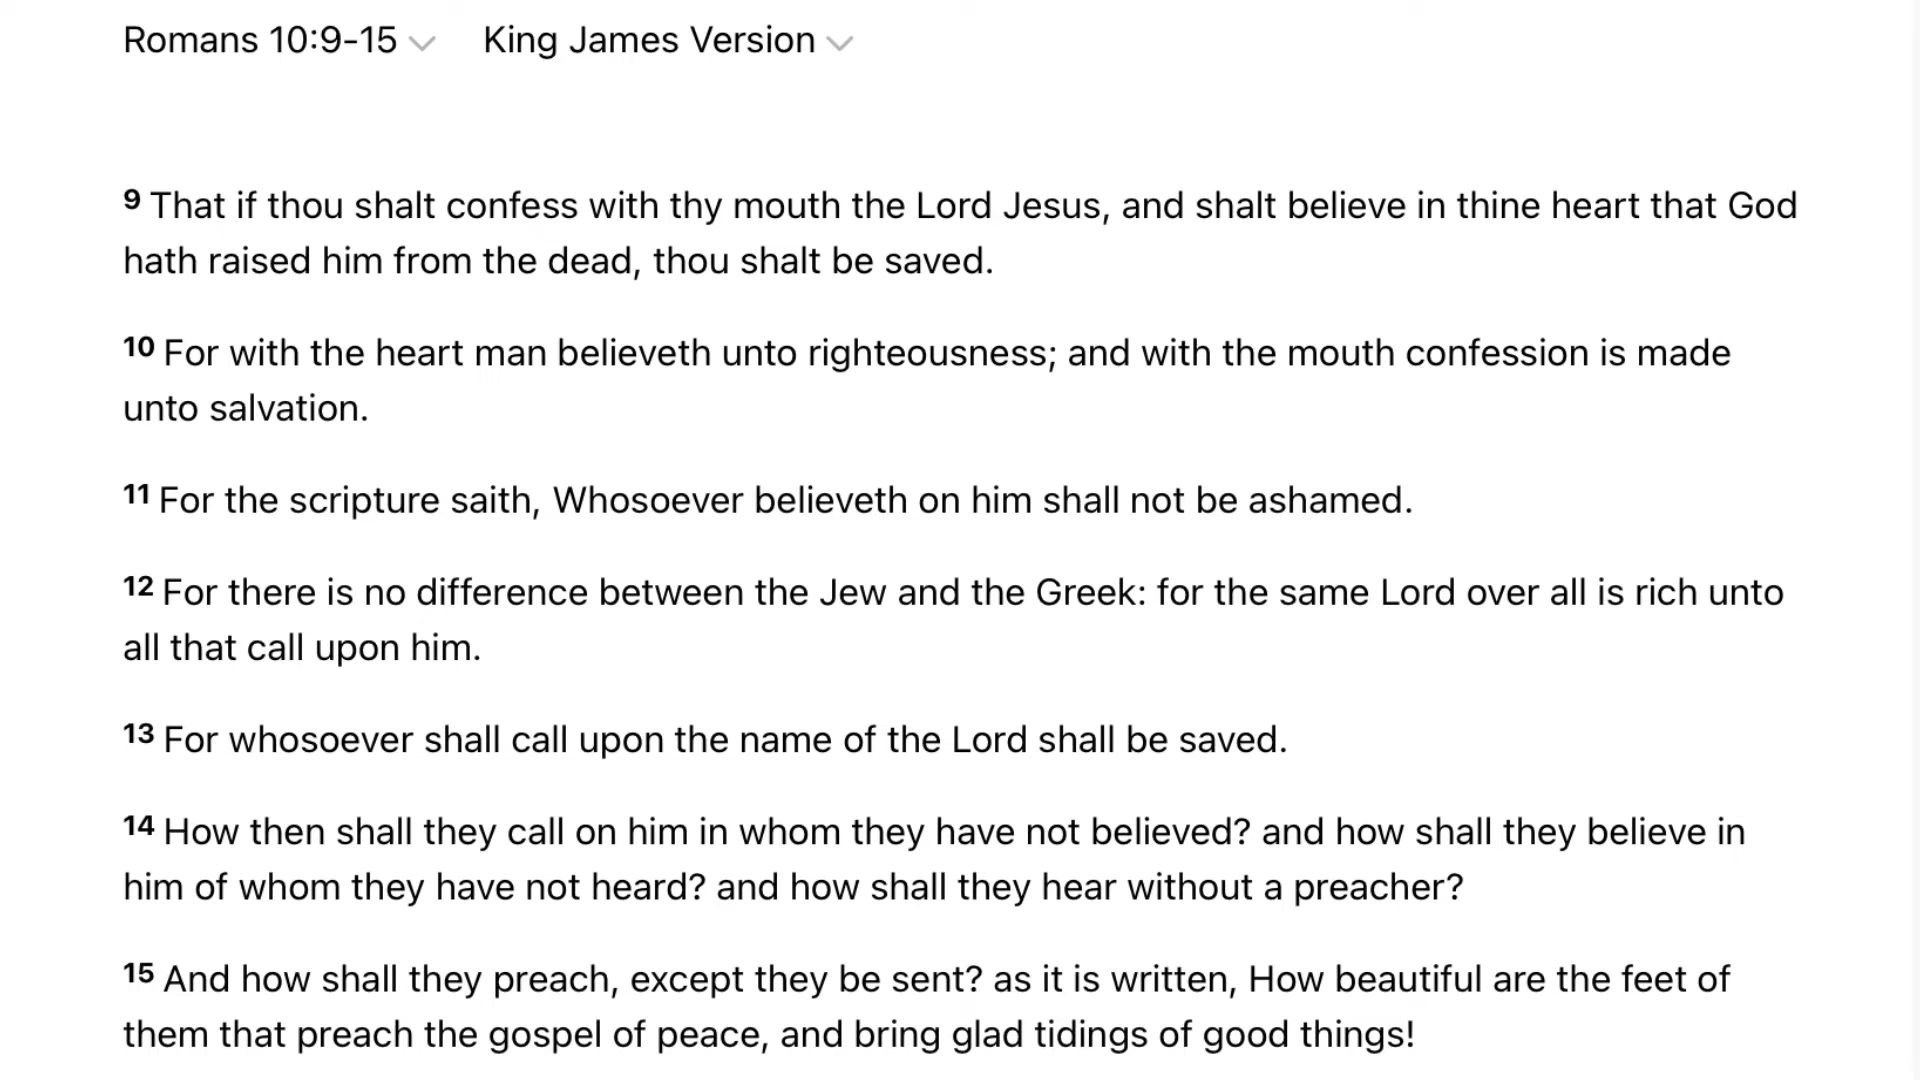 Romans 10:9-15 King James Version
9 That if thou shalt confess with thy mouth the Lord Jesus, and shalt believe in thine heart that God
hath raised him from the dead, thou shalt be saved.
10 For with the heart man believeth unto righteousness; and with the mouth confession is made
unto salvation.
11 For the scripture saith, Whosoever believeth on him shall not be ashamed.
12 For there is no difference between the Jew and the Greek: for the same Lord over all is rich unto
all that call upon him.
13 For whosoever shall call upon the name of the Lord shall be saved.
14 How then shall they call on him in whom they have not believed? and how shall they believe in
him of whom they have not heard? and how shall they hear without a preacher?
15 And how shall they preach, except they be sent? as it is written, How beautiful are the feet of
them that preach the gospel of peace, and bring glad tidings of good things!